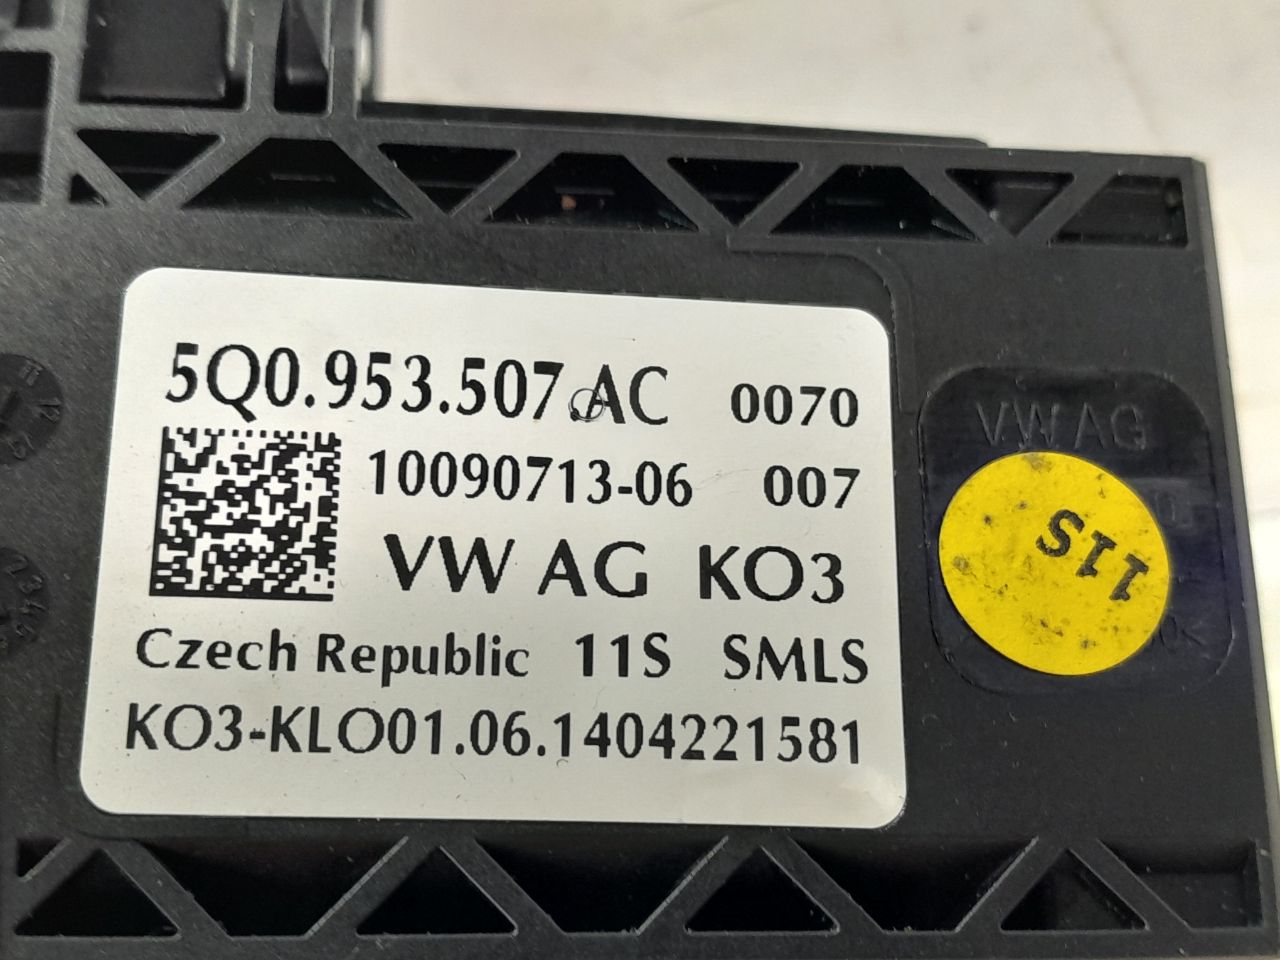 5Q0.953.507.AC 0070
10090713-06 007
VW AG KO3
Czech Republic 11S SMLS
KO3-KLO01.06.1404221581
VW AG
11S